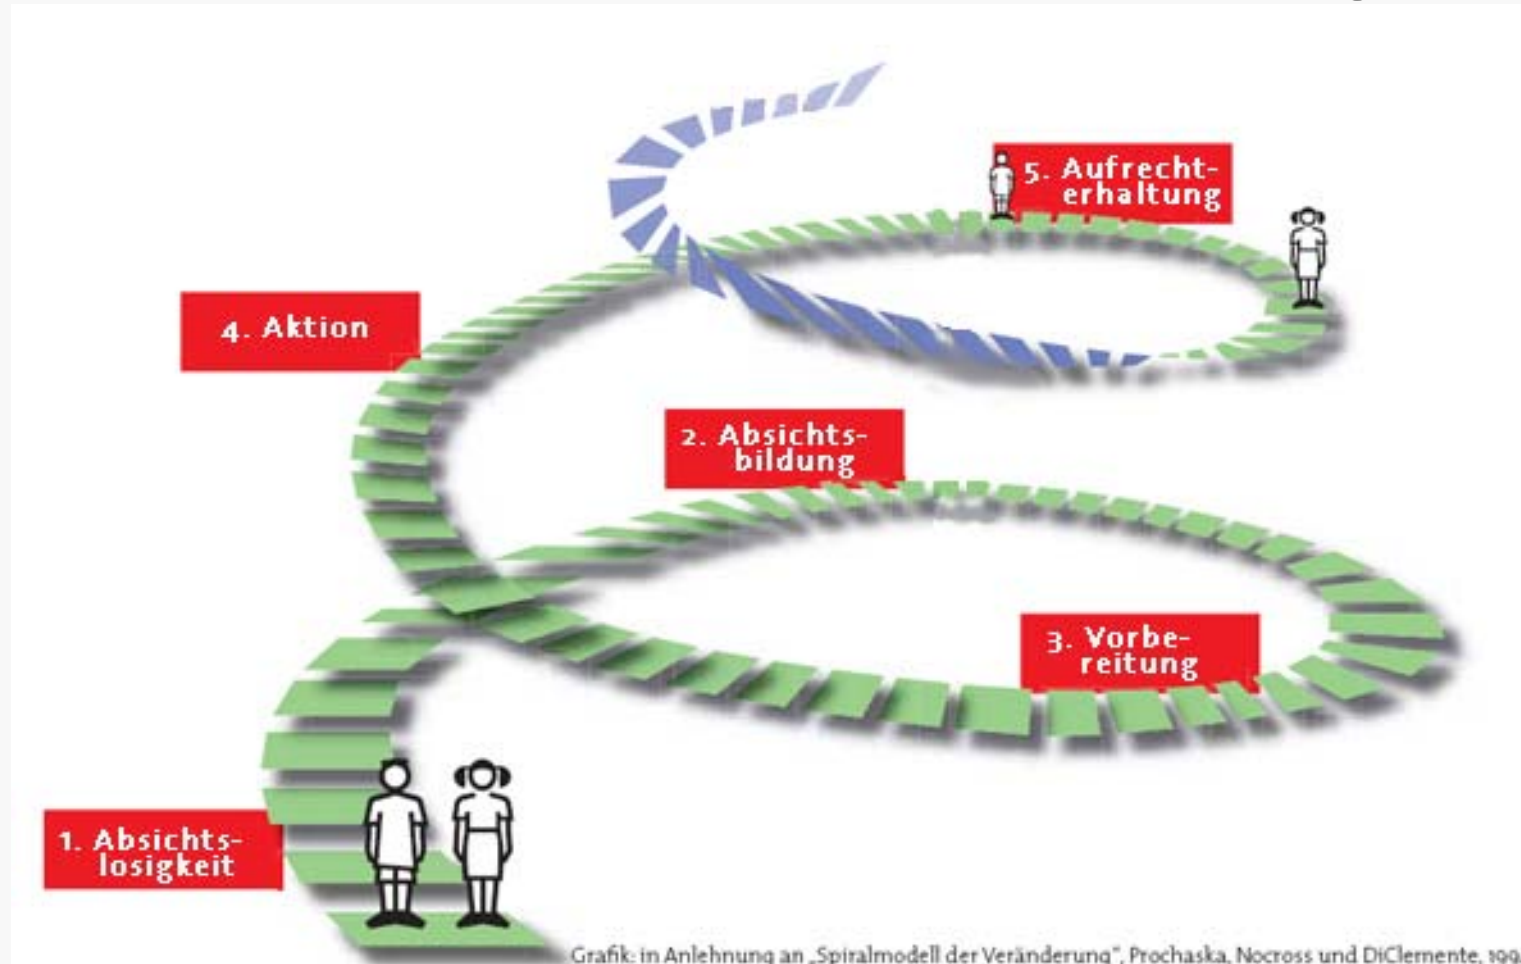 5. Aufrecht-
erhaltung
4. Aktion
2. Absichts-
bildung
3. Vorbe-
reitung
1. Absichts-
losigkeit
Grafik: in Anlehnung an „Spiralmodell der Veränderung“, Prochaska, Nocross und DiClemente, 199